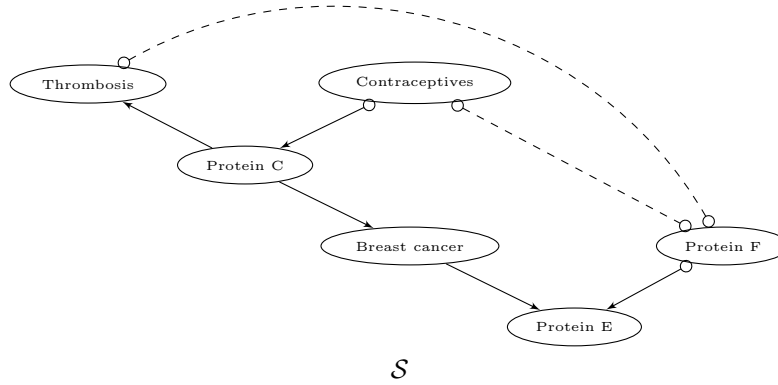 Thrombosis
Contraceptives
Protein C
Breast cancer
Protein F
Protein E
𝒮